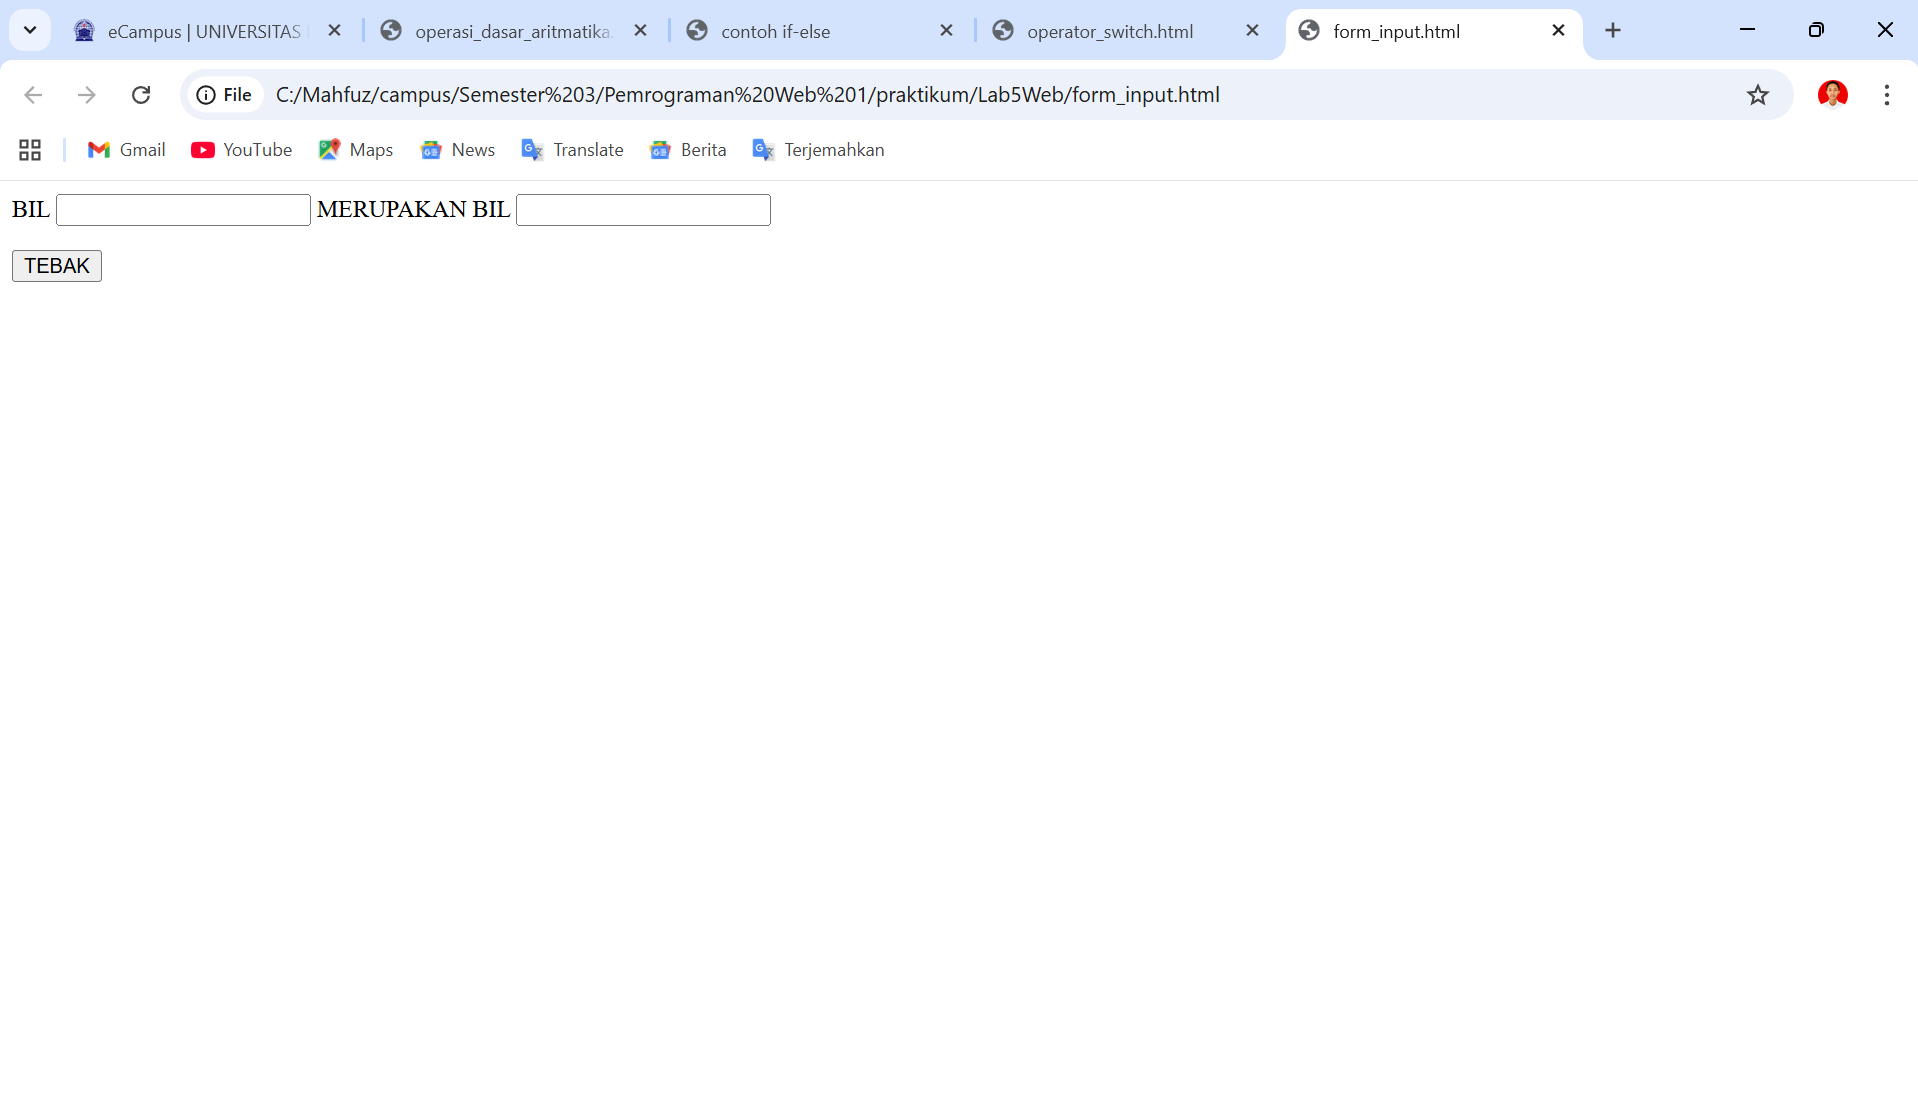 eCampus | UNIVERSITAS
operasi_dasar_aritmatika.
contoh if-else
operator_switch.html
form_input.html
File
C:/Mahfuz/campus/Semester%203/Pemrograman%20Web%201/praktikum/Lab5Web/form_input.html
Gmail
YouTube
Maps
News
Translate
Berita
Terjemahkan
BIL MERUPAKAN BIL
TEBAK